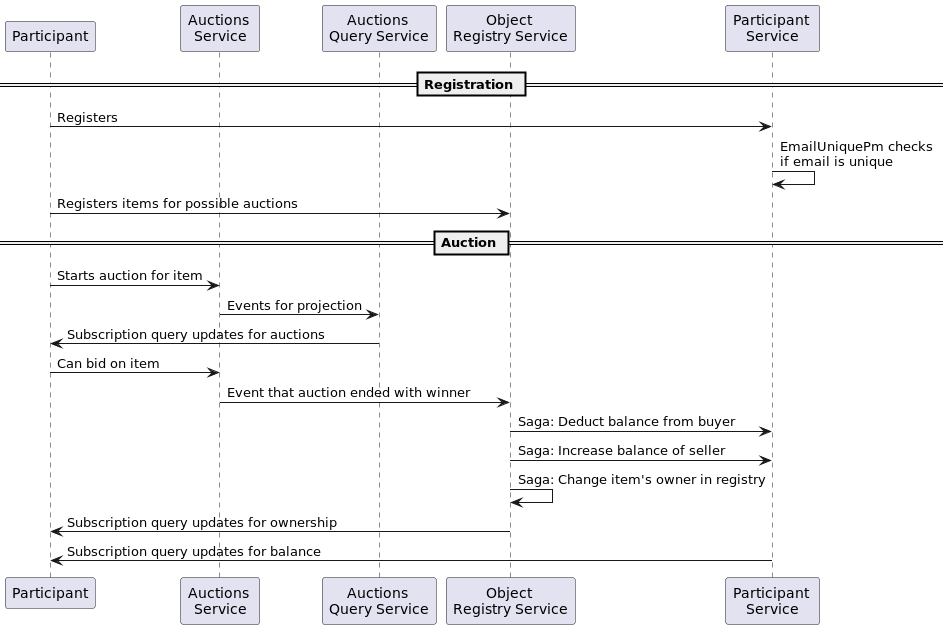 Participant
Auctions
Service
Auctions
Query Service
Object
Registry Service
Participant
Service
Registration
Registers
EmailUniquePm checks
if email is unique
Registers items for possible auctions
Auction
Starts auction for item
Events for projection
Subscription query updates for auctions
Can bid on item
Event that auction ended with winner
Saga: Deduct balance from buyer
Saga: Increase balance of seller
Saga: Change item's owner in registry
Subscription query updates for ownership
Subscription query updates for balance
Participant
Auctions
Service
Auctions
Query Service
Object
Registry Service
Participant
Service